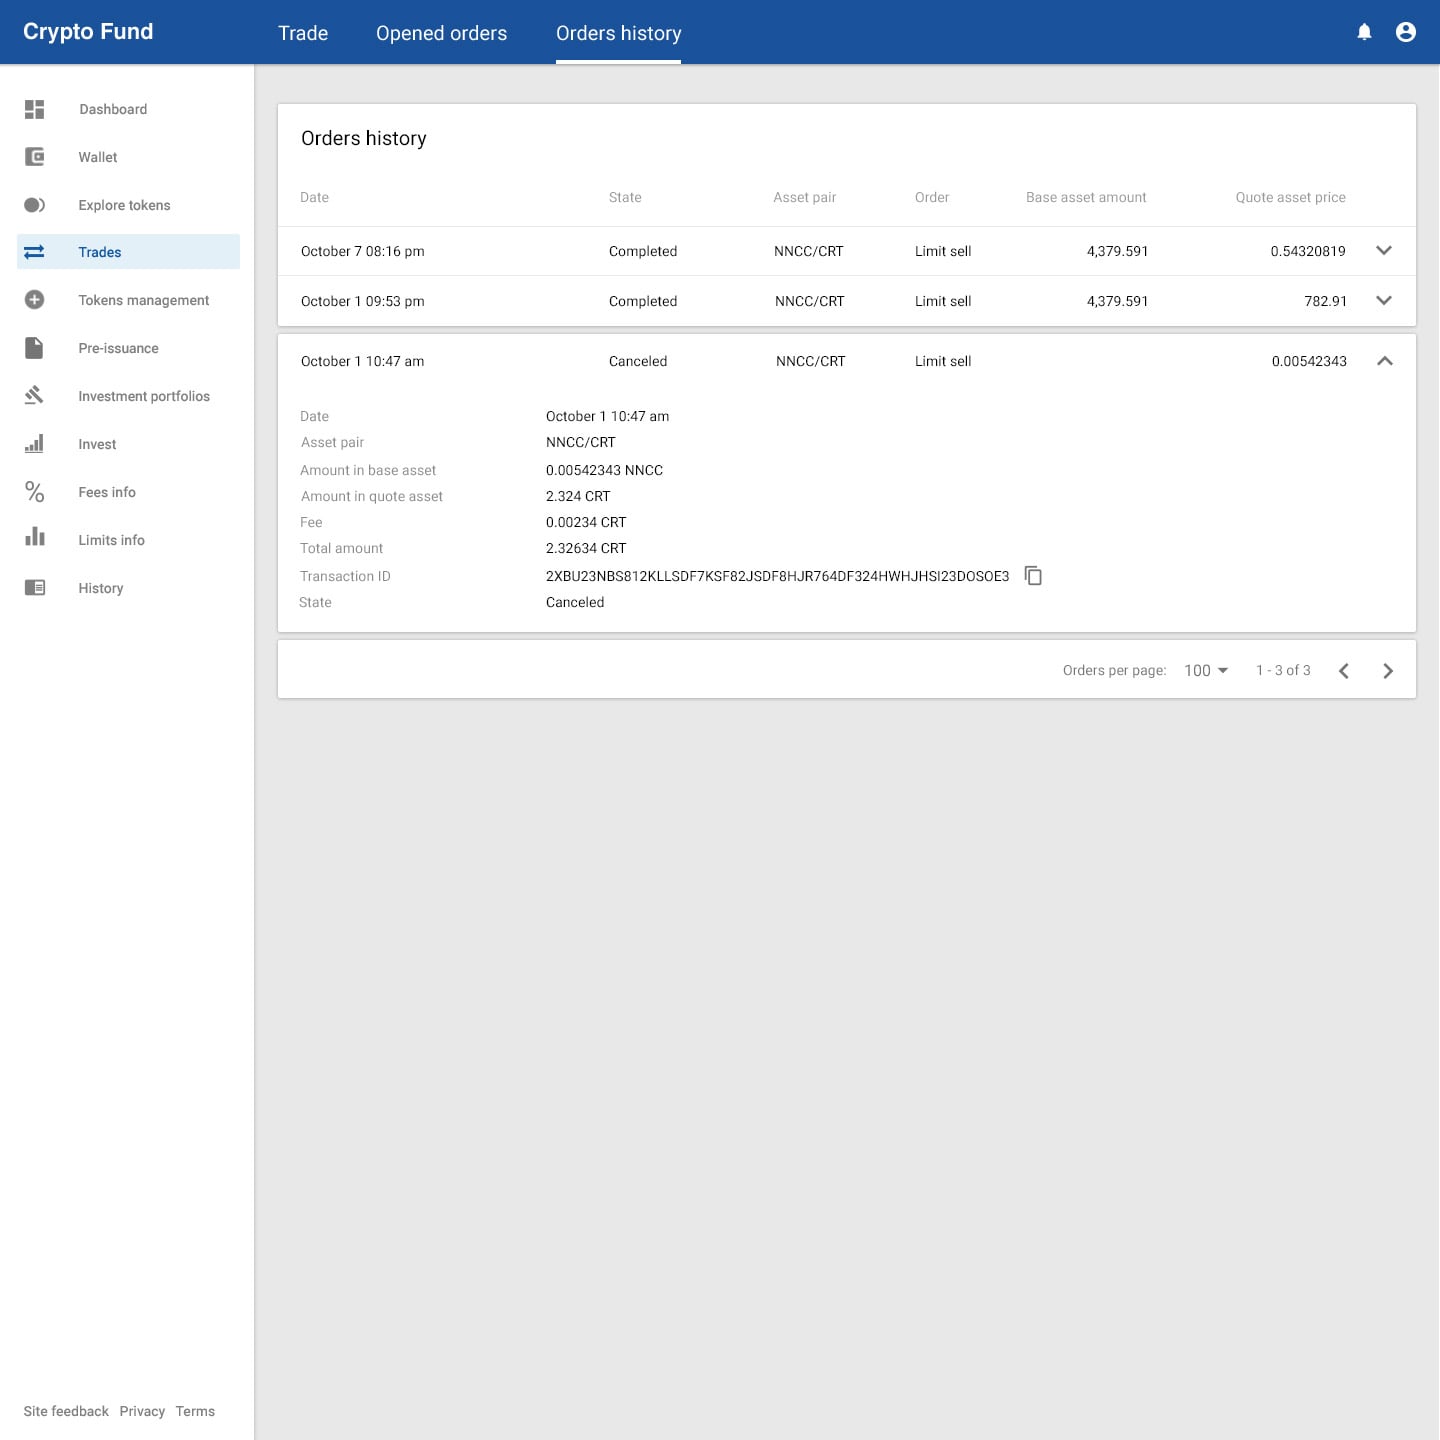 Crypto Fund
Trade Opened orders Orders history
Dashboard
Wallet
Explore tokens
Trades
Tokens management
Pre-issuance
Investment portfolios
Invest
Fees info
Limits info
History
Site feedback Privacy Terms
Orders history
Date State Asset pair Order Base asset amount Quote asset price
October 7 08:16 pm Completed NNCC/CRT Limit sell 4,379.591 0.54320819
October 1 09:53 pm Completed NNCC/CRT Limit sell 4,379.591 782.91
October 1 10:47 am Canceled NNCC/CRT Limit sell 0.00542343
Date October 1 10:47 am
Asset pair NNCC/CRT
Amount in base asset 0.00542343 NNCC
Amount in quote asset 2.324 CRT
Fee 0.00234 CRT
Total amount 2.32634 CRT
Transaction ID 2XBU23NBS812KLLSDF7KSF82JSDF8HJR764DF324HWHJHSI23DOSOE3
State Canceled
Orders per page: 100 1 - 3 of 3